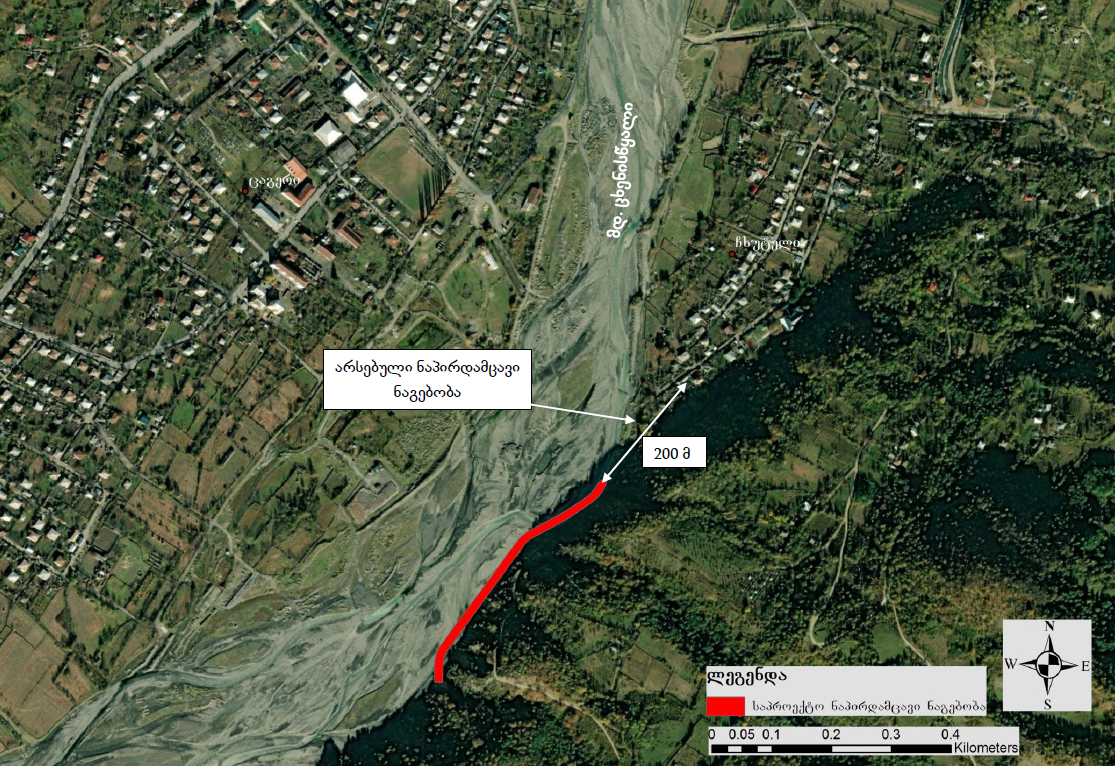 მდ. ცხენისწყალი
ცაგერი
ჩხუტელი
არსებული ნაპირდამცავი
ნაგებობა
200 მ
N
W
E
S
ლეგენდა
საპროექტო ნაპირდამცავი ნაგებობა
0 0.05 0.1 0.2 0.3 0.4
Kilometers